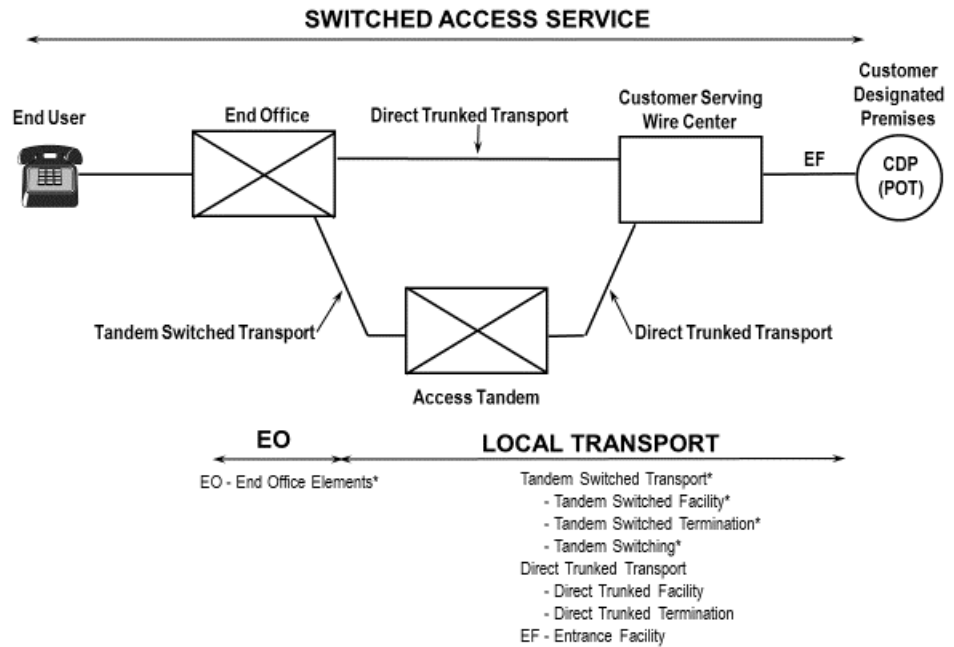 SWITCHED ACCESS SERVICE
Customer
Designated
Premises
Customer Serving
Wire Center
End User
End Office
Direct Trunked Transport
EF
CDP
(POT)
Tandem Switched Transport
Direct Trunked Transport
Access Tandem
EO
LOCAL TRANSPORT
EO - End Office Elements*
Tandem Switched Transport*
- Tandem Switched Facility*
- Tandem Switched Termination*
- Tandem Switching*
Direct Trunked Transport
- Direct Trunked Facility
- Direct Trunked Termination
EF - Entrance Facility